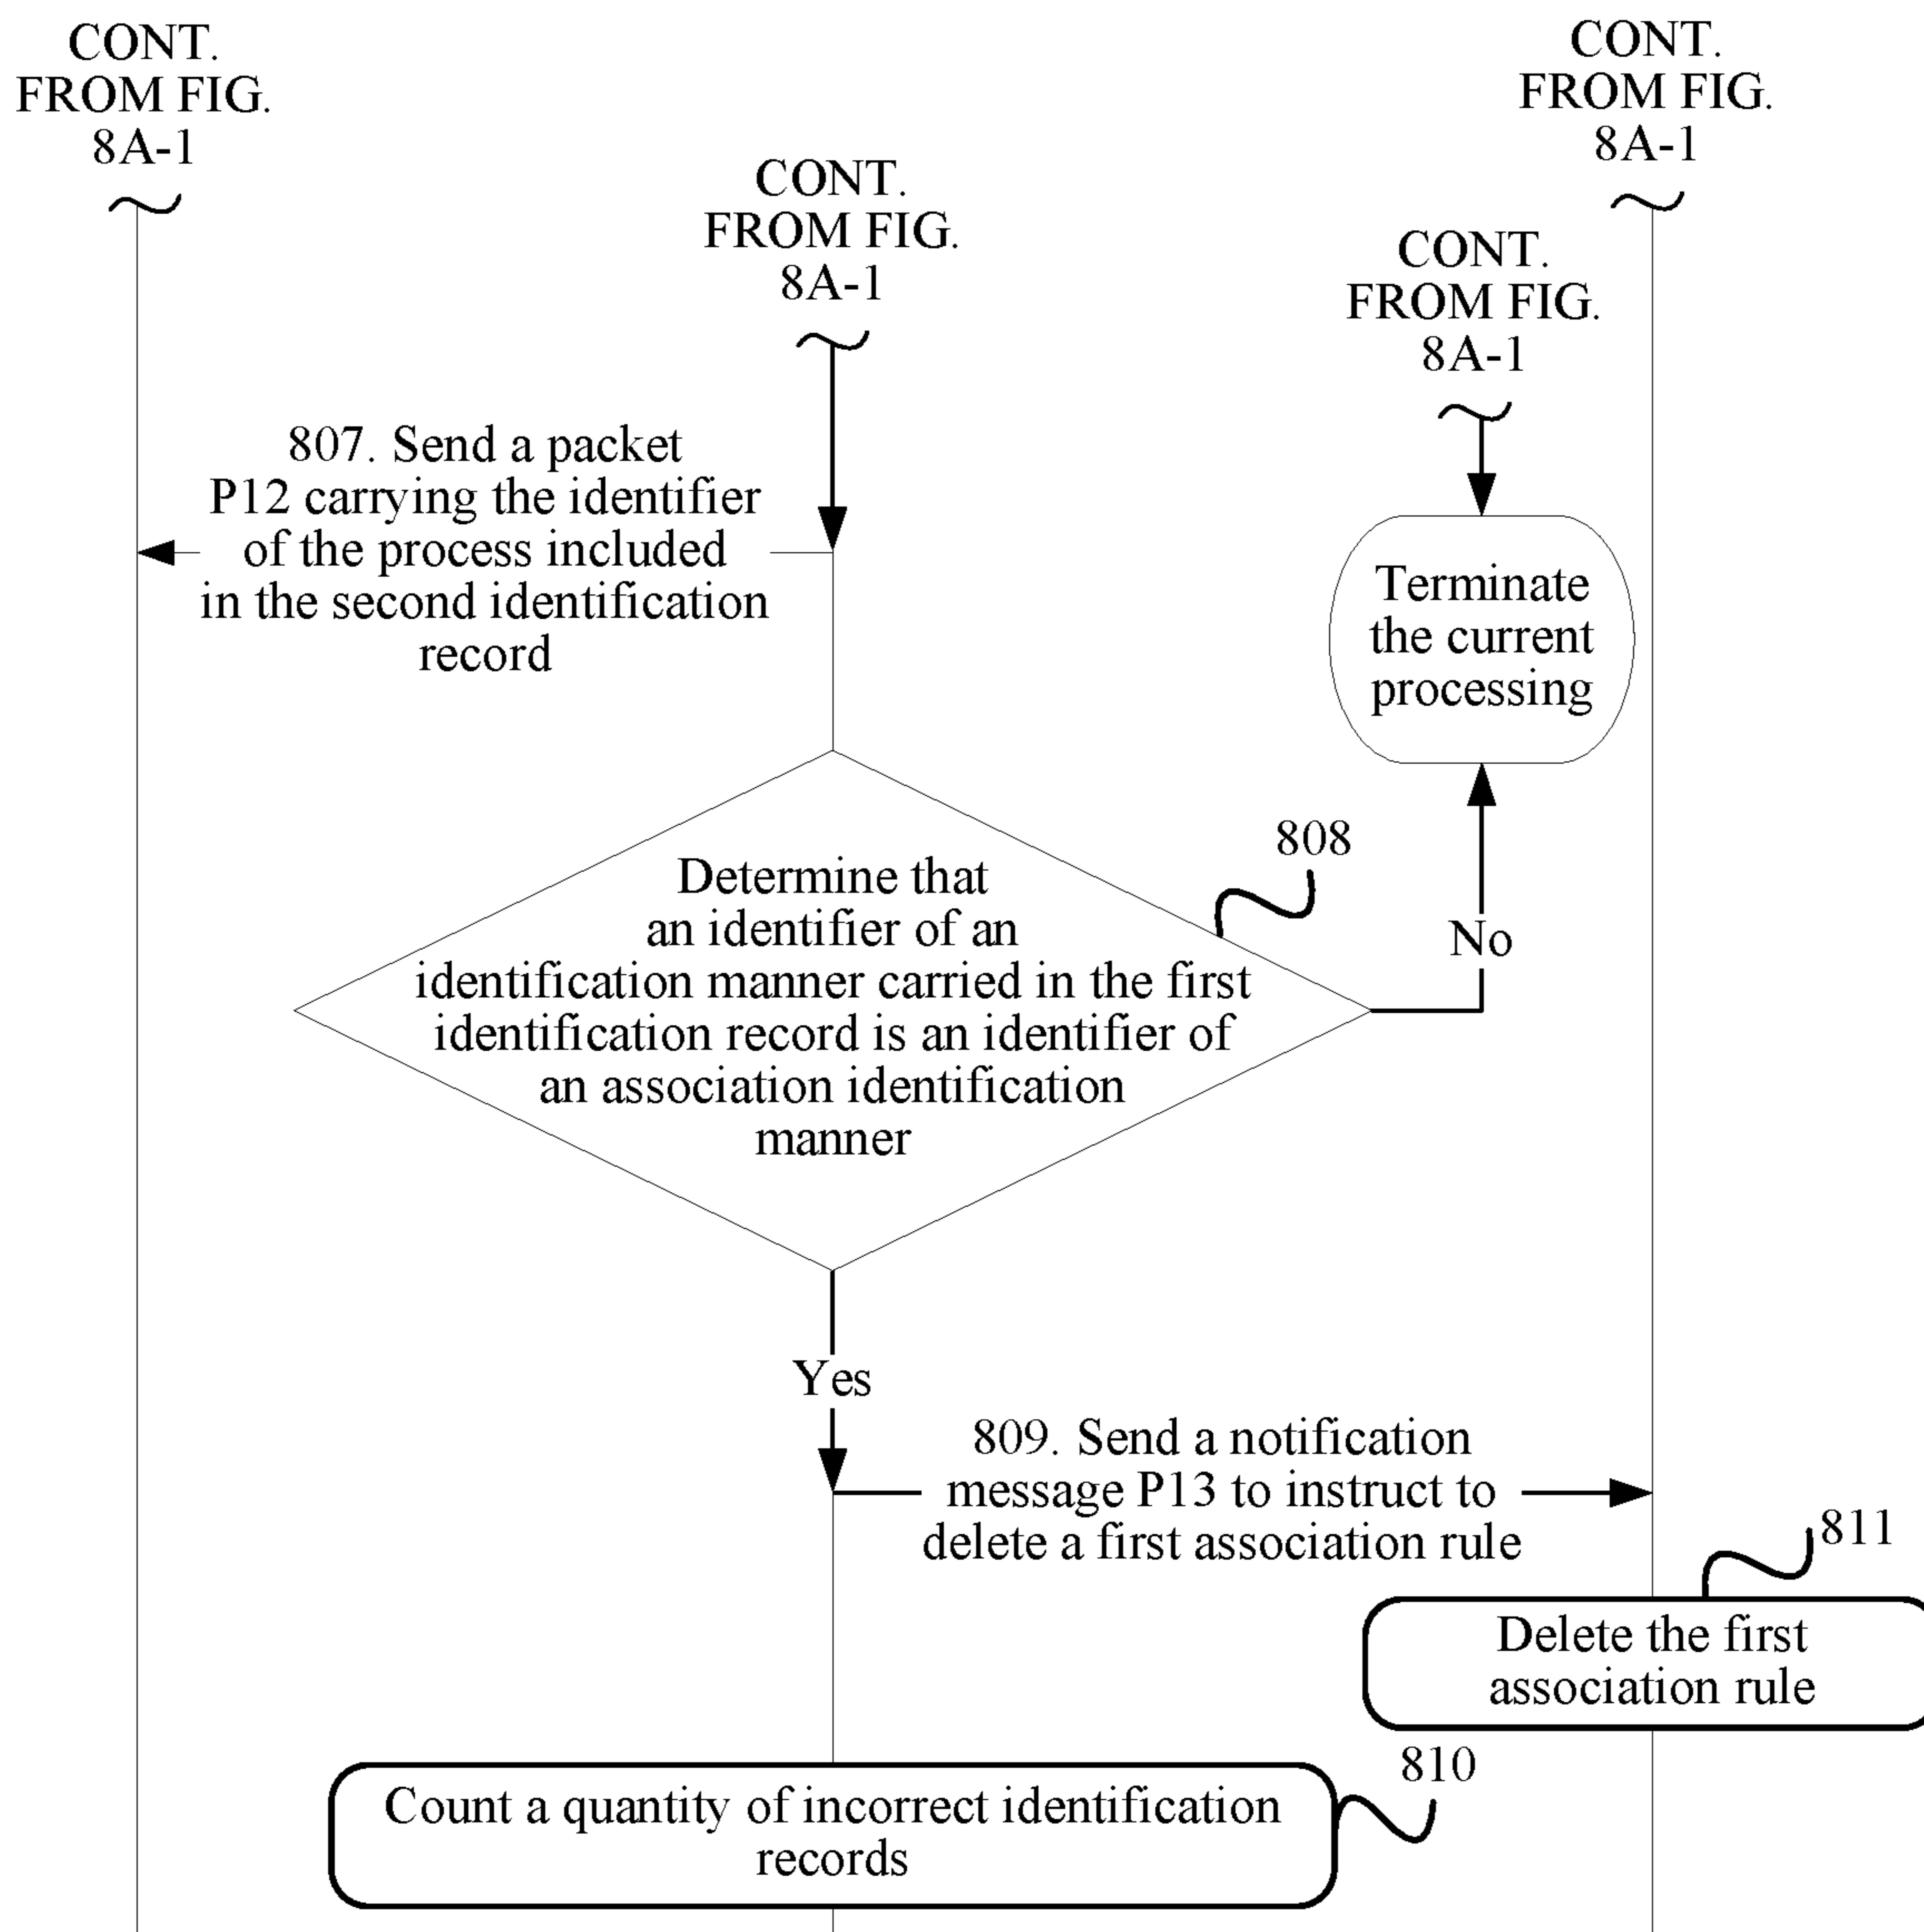 CONT.
FROM FIG.
8A-1
CONT.
FROM FIG.
8A-1
CONT.
FROM FIG.
8A-1
CONT.
FROM FIG.
8A-1
807. Send a packet
P12 carrying the identifier
of the process included
in the second identification
record
Terminate
the current
processing
808
Determine that
an identifier of an
identification manner carried in the first
identification record is an identifier of
an association identification
manner
No
Yes
809. Send a notification
message P13 to instruct to
delete a first association rule
811
Delete the first
association rule
810
Count a quantity of incorrect identification
records